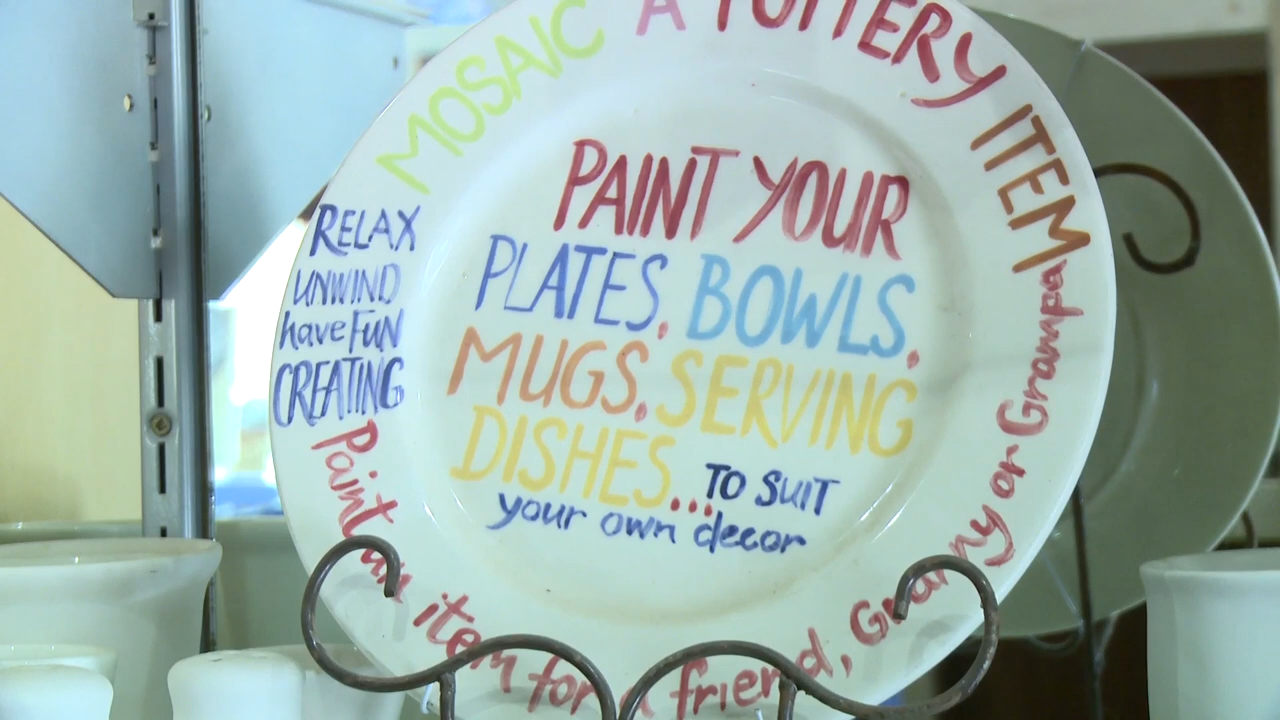 MOSAIC A POTTERY ITEM
PAINT YOUR
PLATES, BOWLS,
MUGS, SERVING
DISHES...TO SUIT
your own decor
RELAX
UNWIND
have FUN
CREATING
Paint an item for a friend, Granny or Grampa